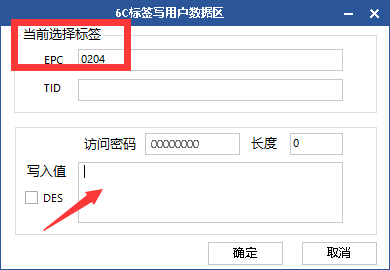 6C标签写用户数据区
当前选择标签
EPC 0204
TID
访问密码 00000000 长度 0
写入值
DES
确定 取消